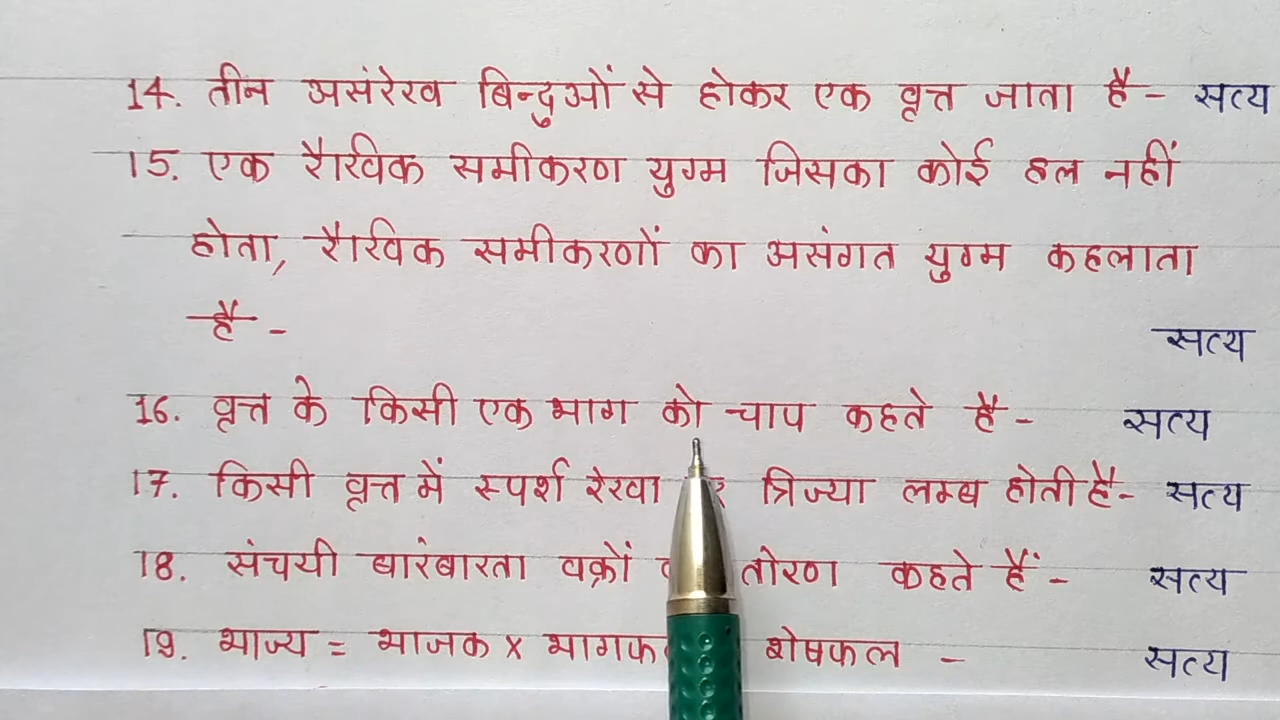 14. तीन असंरेख बिन्दुओं से होकर एक वृत्त जाता है - सत्य
15. एक रैखिक समीकरण युग्म जिसका कोई हल नहीं
होता, रैखिक समीकरणों का असंगत युग्म कहलाता
है - सत्य
16. वृत्त के किसी एक भाग को चाप कहते है - सत्य
17. किसी वृत्त में स्पर्श रेखा त्रिज्या लम्ब होती है - सत्य
18. संचयी बारंबारता वक्रों तोरण कहते हैं - सत्य
19. भाज्य = भाजक × शेषफल - सत्य